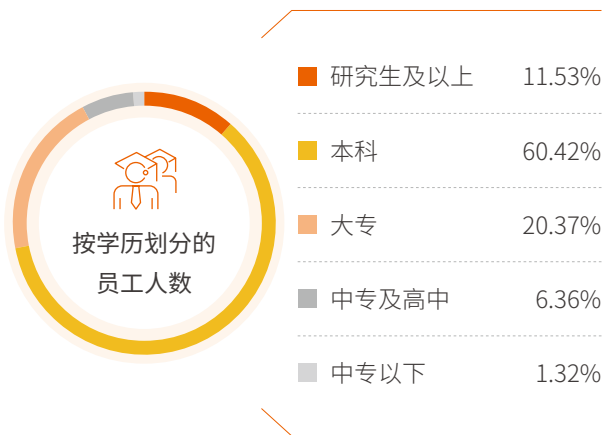 按学历划分的
员工人数
研究生及以上 11.53%
本科 60.42%
大专 20.37%
中专及高中 6.36%
中专以下 1.32%